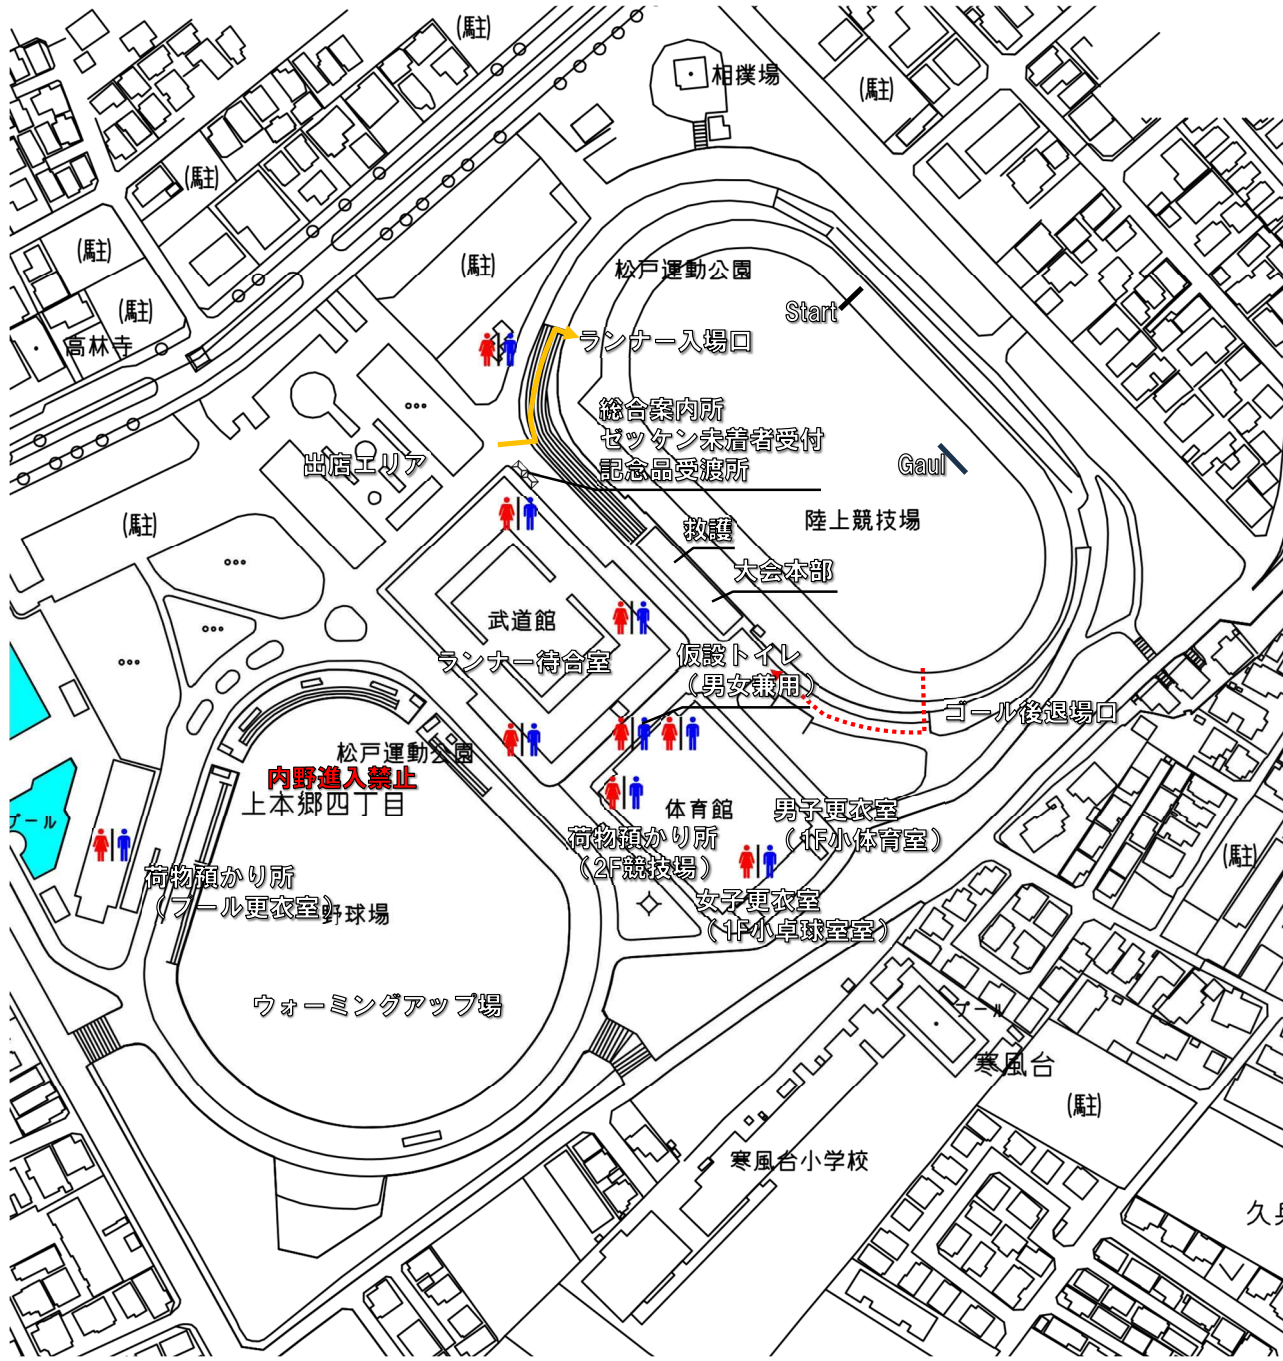 (駐)
相撲場
(駐)
(駐)
(駐)
(駐)
松戸運動公園
(駐)
Start
高林寺
ランナー入場口
総合案内所
ゼッケン未着者受付
記念品受渡所
出店エリア
Gaul
(駐)
陸上競技場
救護
大会本部
武道館
ランナー待合室
仮設トイレ
(男女兼用)
ゴール後退場口
松戸運動公園
内野進入禁止
上本郷四丁目
プール
体育館
男子更衣室
(1F小体育室)
荷物預かり所
(2F競技場)
(駐)
荷物預かり所
(プール更衣室)
野球場
女子更衣室
(1F小卓球室室)
ウォーミングアップ場
プール
寒風台
(駐)
寒風台小学校
久